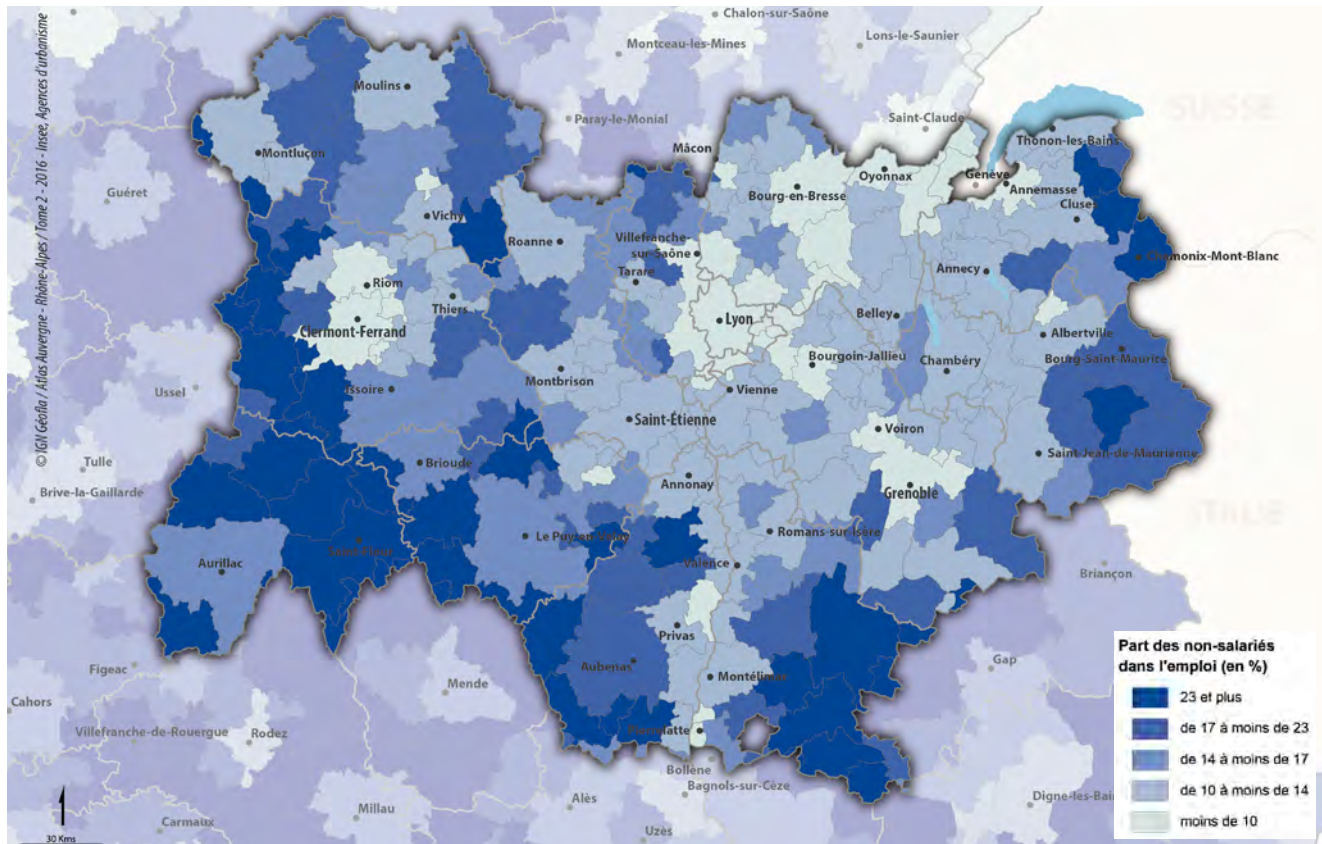 © IGN Géofla / Atlas Auvergne - Rhône-Alpes / Tome 2 - 2016 - Insee, Agences d'urbanisme
Chalon-sur-Saône
Montceau-les-Mines
Lons-le-Saunier
Moulins
Paray-le-Monial
Saint-Claude
SUISSE
Thonon-les-Bains
Mâcon
Montluçon
Oyonnax
Genève
Annemasse
Guéret
Bourg-en-Bresse
Cluses
Vichy
Roanne
Villefranche-
sur-Saône
Chamonix-Mont-Blanc
Annecy
Tarare
Riom
Thiers
Belley
Lyon
Clermont-Ferrand
Albertville
Bourg-Saint-Maurice
Bourgoin-Jallieu
Chambéry
Montbrison
Issoire
Vienne
Ussel
Saint-Étienne
Voiron
Saint-Jean-de-Maurienne
Brioude
Tulle
Annonay
Grenoble
Brive-la-Gaillarde
ITALIE
Le Puy-en-Velay
Romans-sur-Isère
Saint-Flour
Aurillac
Valence
Briançon
Privas
Part des non-salariés
dans l'emploi (en %)
23 et plus
de 17 à moins de 23
de 14 à moins de 17
de 10 à moins de 14
moins de 10
Figeac
Aubenas
Gap
Montélimar
Mende
Cahors
Villefranche-de-Rouergue
Rodez
Pierrelatte
Bollène
Bagnols-sur-Cèze
Alès
Millau
Digne-les-Bai
Carmaux
Uzès
30 Kms